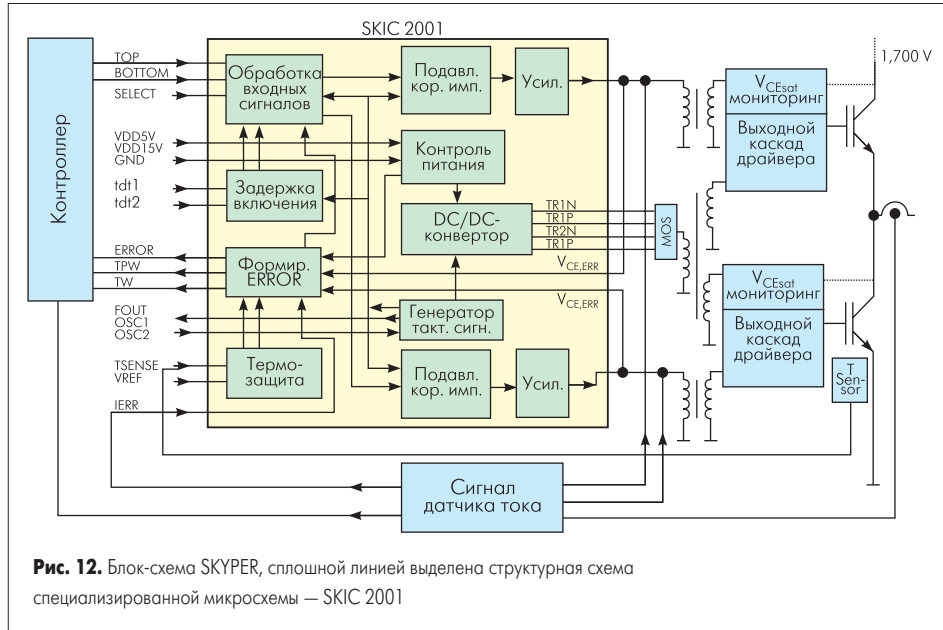 SKIC 2001
Контролллер
TOP
BOTTOM
SELECT
VDD5V
VDD15V
GND
tdt1
tdt2
ERROR
TPW
TW
FOUT
OSC1
OSC2
TSENSE
VREF
IERR
Обработка
входных
сигналов
Задержка
включения
Формир.
ERROR
Термо-
защита
Подавл.
кор. имп.
Усил.
Контроль
питания
DC/DC-
конвертор
TR1N
TR1P
TR2N
TR1P
MOS
VCE,ERR
VCE,ERR
Генератор
такт. сигн.
Подавл.
кор. имп.
Усил.
1,700 V
VCEsat
мониторинг
Выходной
каскад
драйвера
VCEsat
мониторинг
Выходной
каскад
драйвера
T
Sen-
sor
Сигнал
датчика тока
Рис. 12. Блок-схема SKYPER, сплошной линией выделена структурная схема
специализированной микросхемы — SKIC 2001